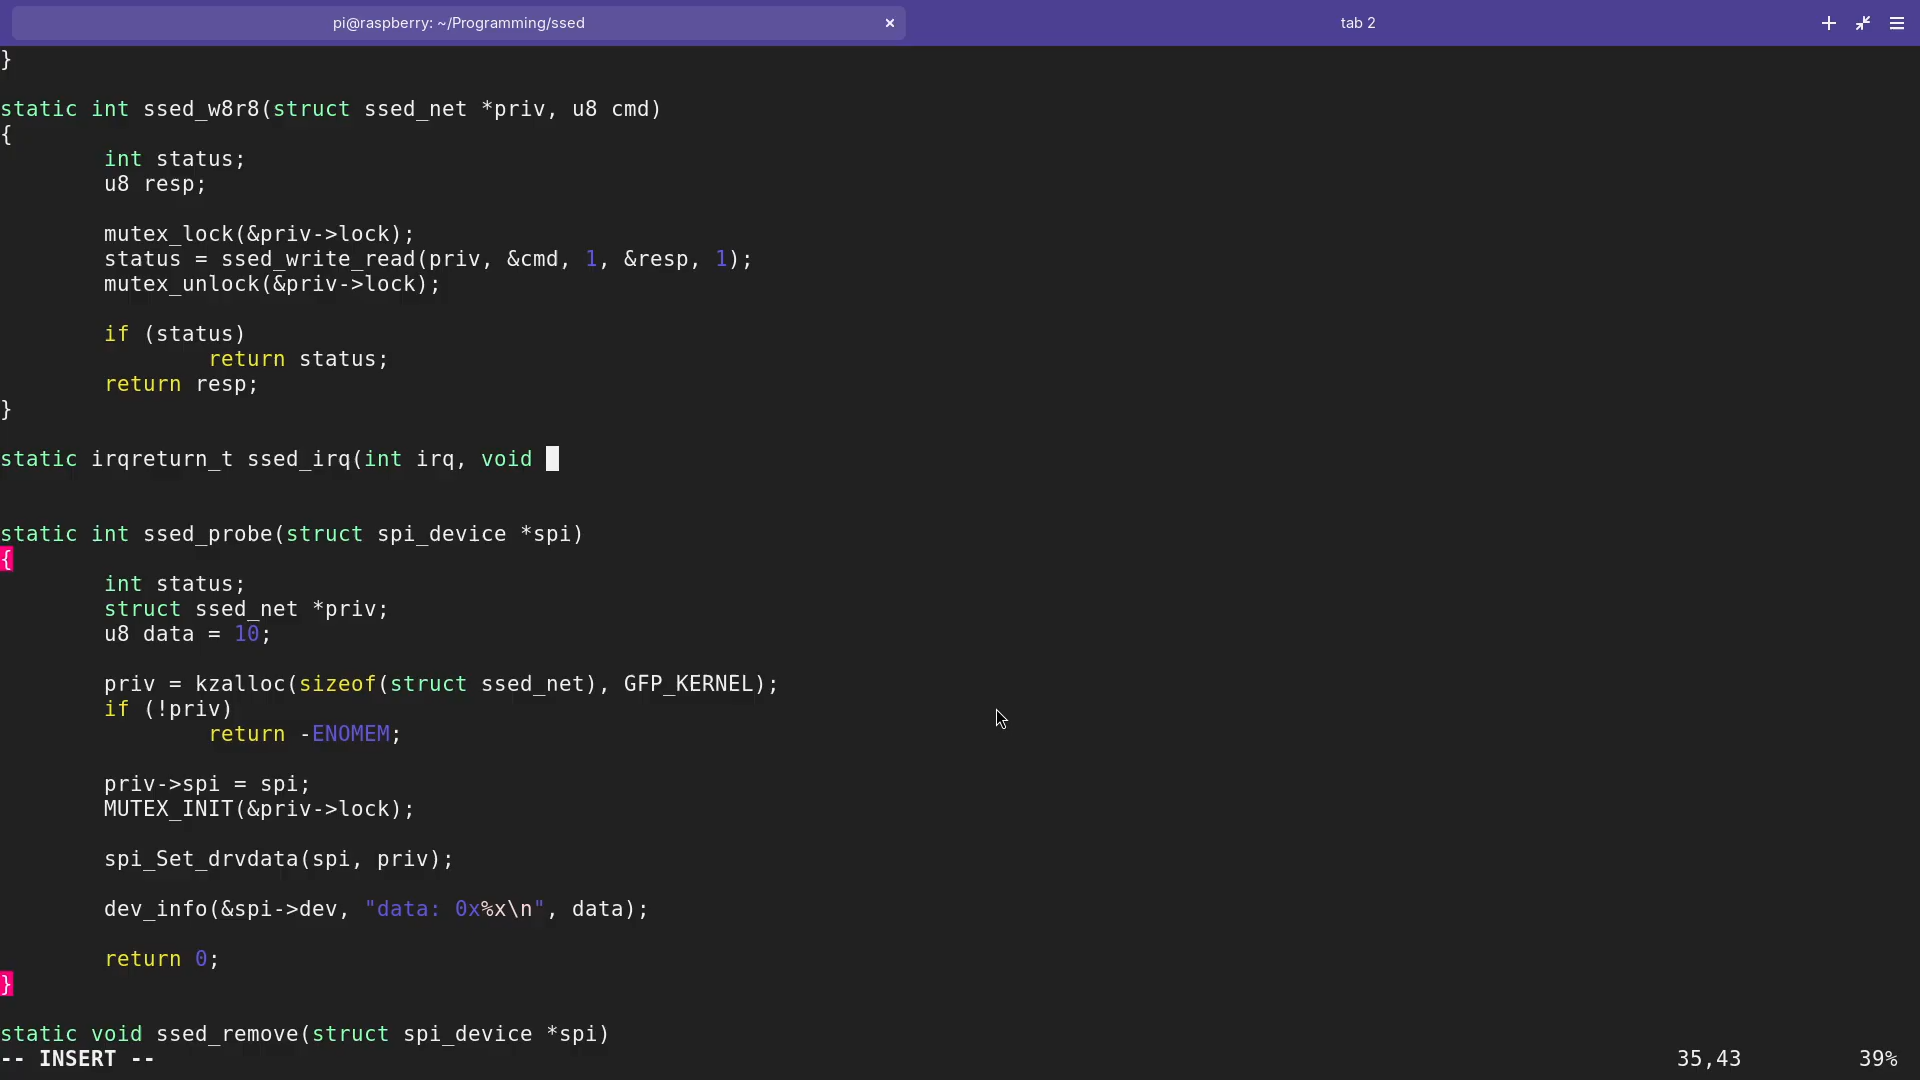 pi@raspberry: ~/Programming/ssed × tab 2
}
static int ssed_w8r8(struct ssed_net *priv, u8 cmd)
{
        int status;
        u8 resp;

        mutex_lock(&priv->lock);
        status = ssed_write_read(priv, &cmd, 1, &resp, 1);
        mutex_unlock(&priv->lock);

        if (status)
                return status;
        return resp;
}

static irqreturn_t ssed_irq(int irq, void

static int ssed_probe(struct spi_device *spi)
{
        int status;
        struct ssed_net *priv;
        u8 data = 10;

        priv = kzalloc(sizeof(struct ssed_net), GFP_KERNEL);
        if (!priv)
                return -ENOMEM;

        priv->spi = spi;
        MUTEX_INIT(&priv->lock);

        spi_Set_drvdata(spi, priv);

        dev_info(&spi->dev, "data: 0x%x\n", data);

        return 0;
}

static void ssed_remove(struct spi_device *spi)
-- INSERT -- 35,43 39%